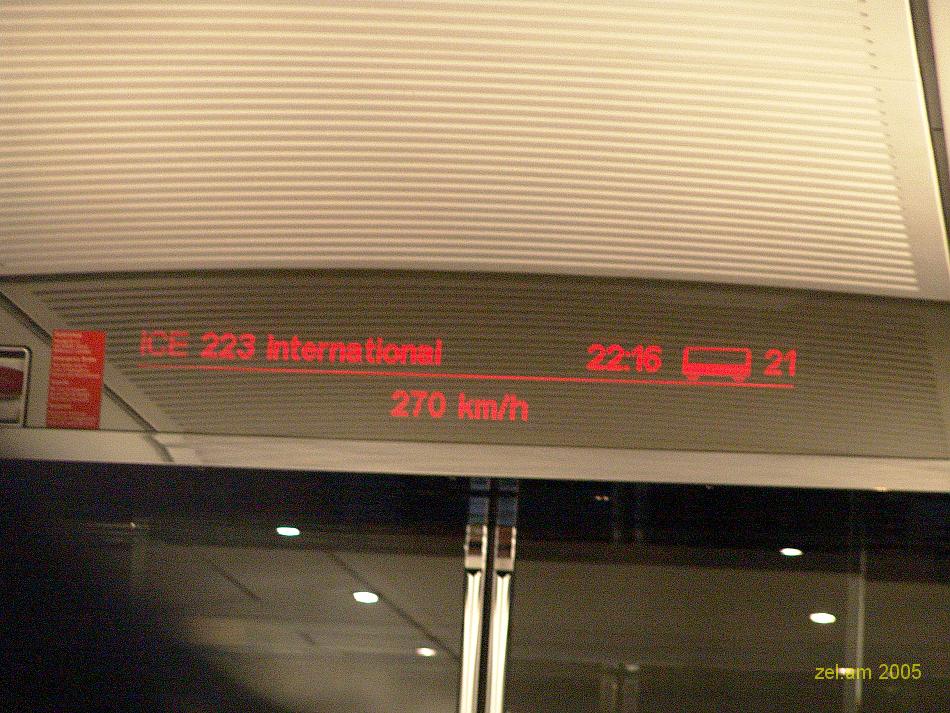 ICE 223 International 22:16 21
270 km/h
zel.am 2005